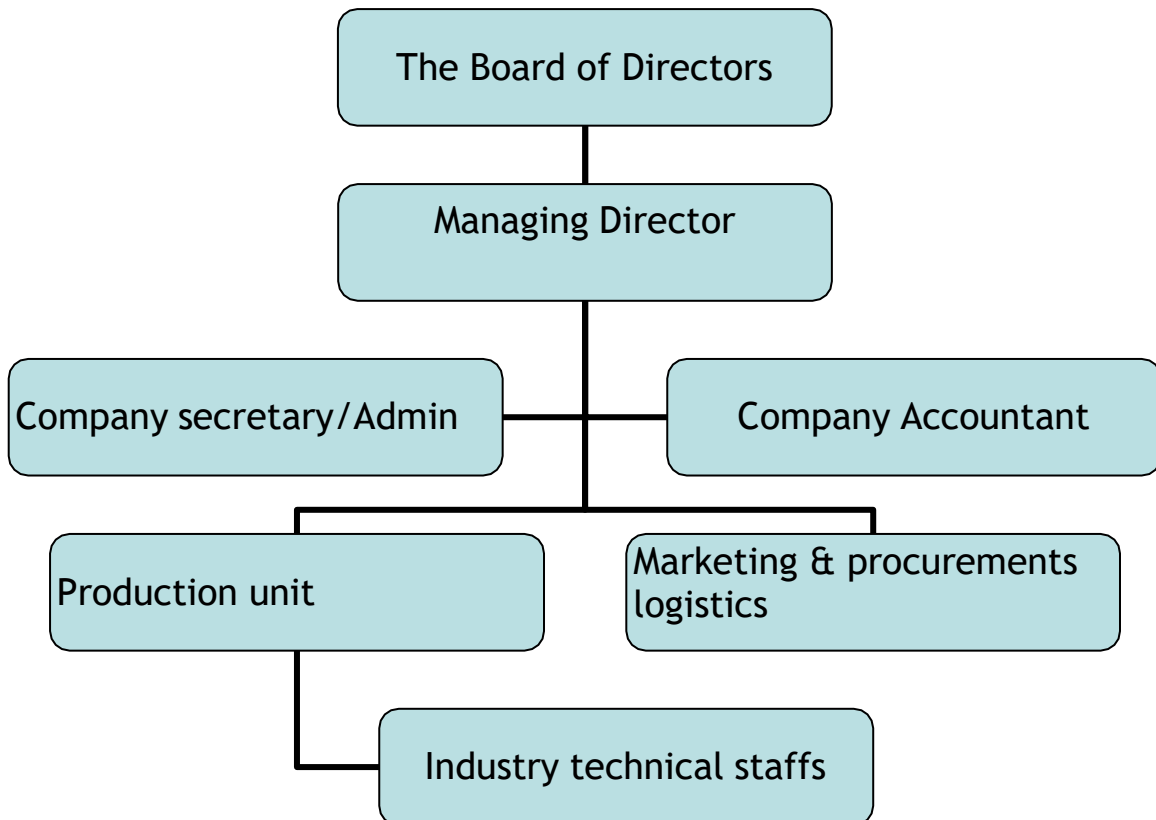 The Board of Directors
Managing Director
Company secretary/Admin
Company Accountant
Production unit
Marketing & procurements
logistics
Industry technical staffs